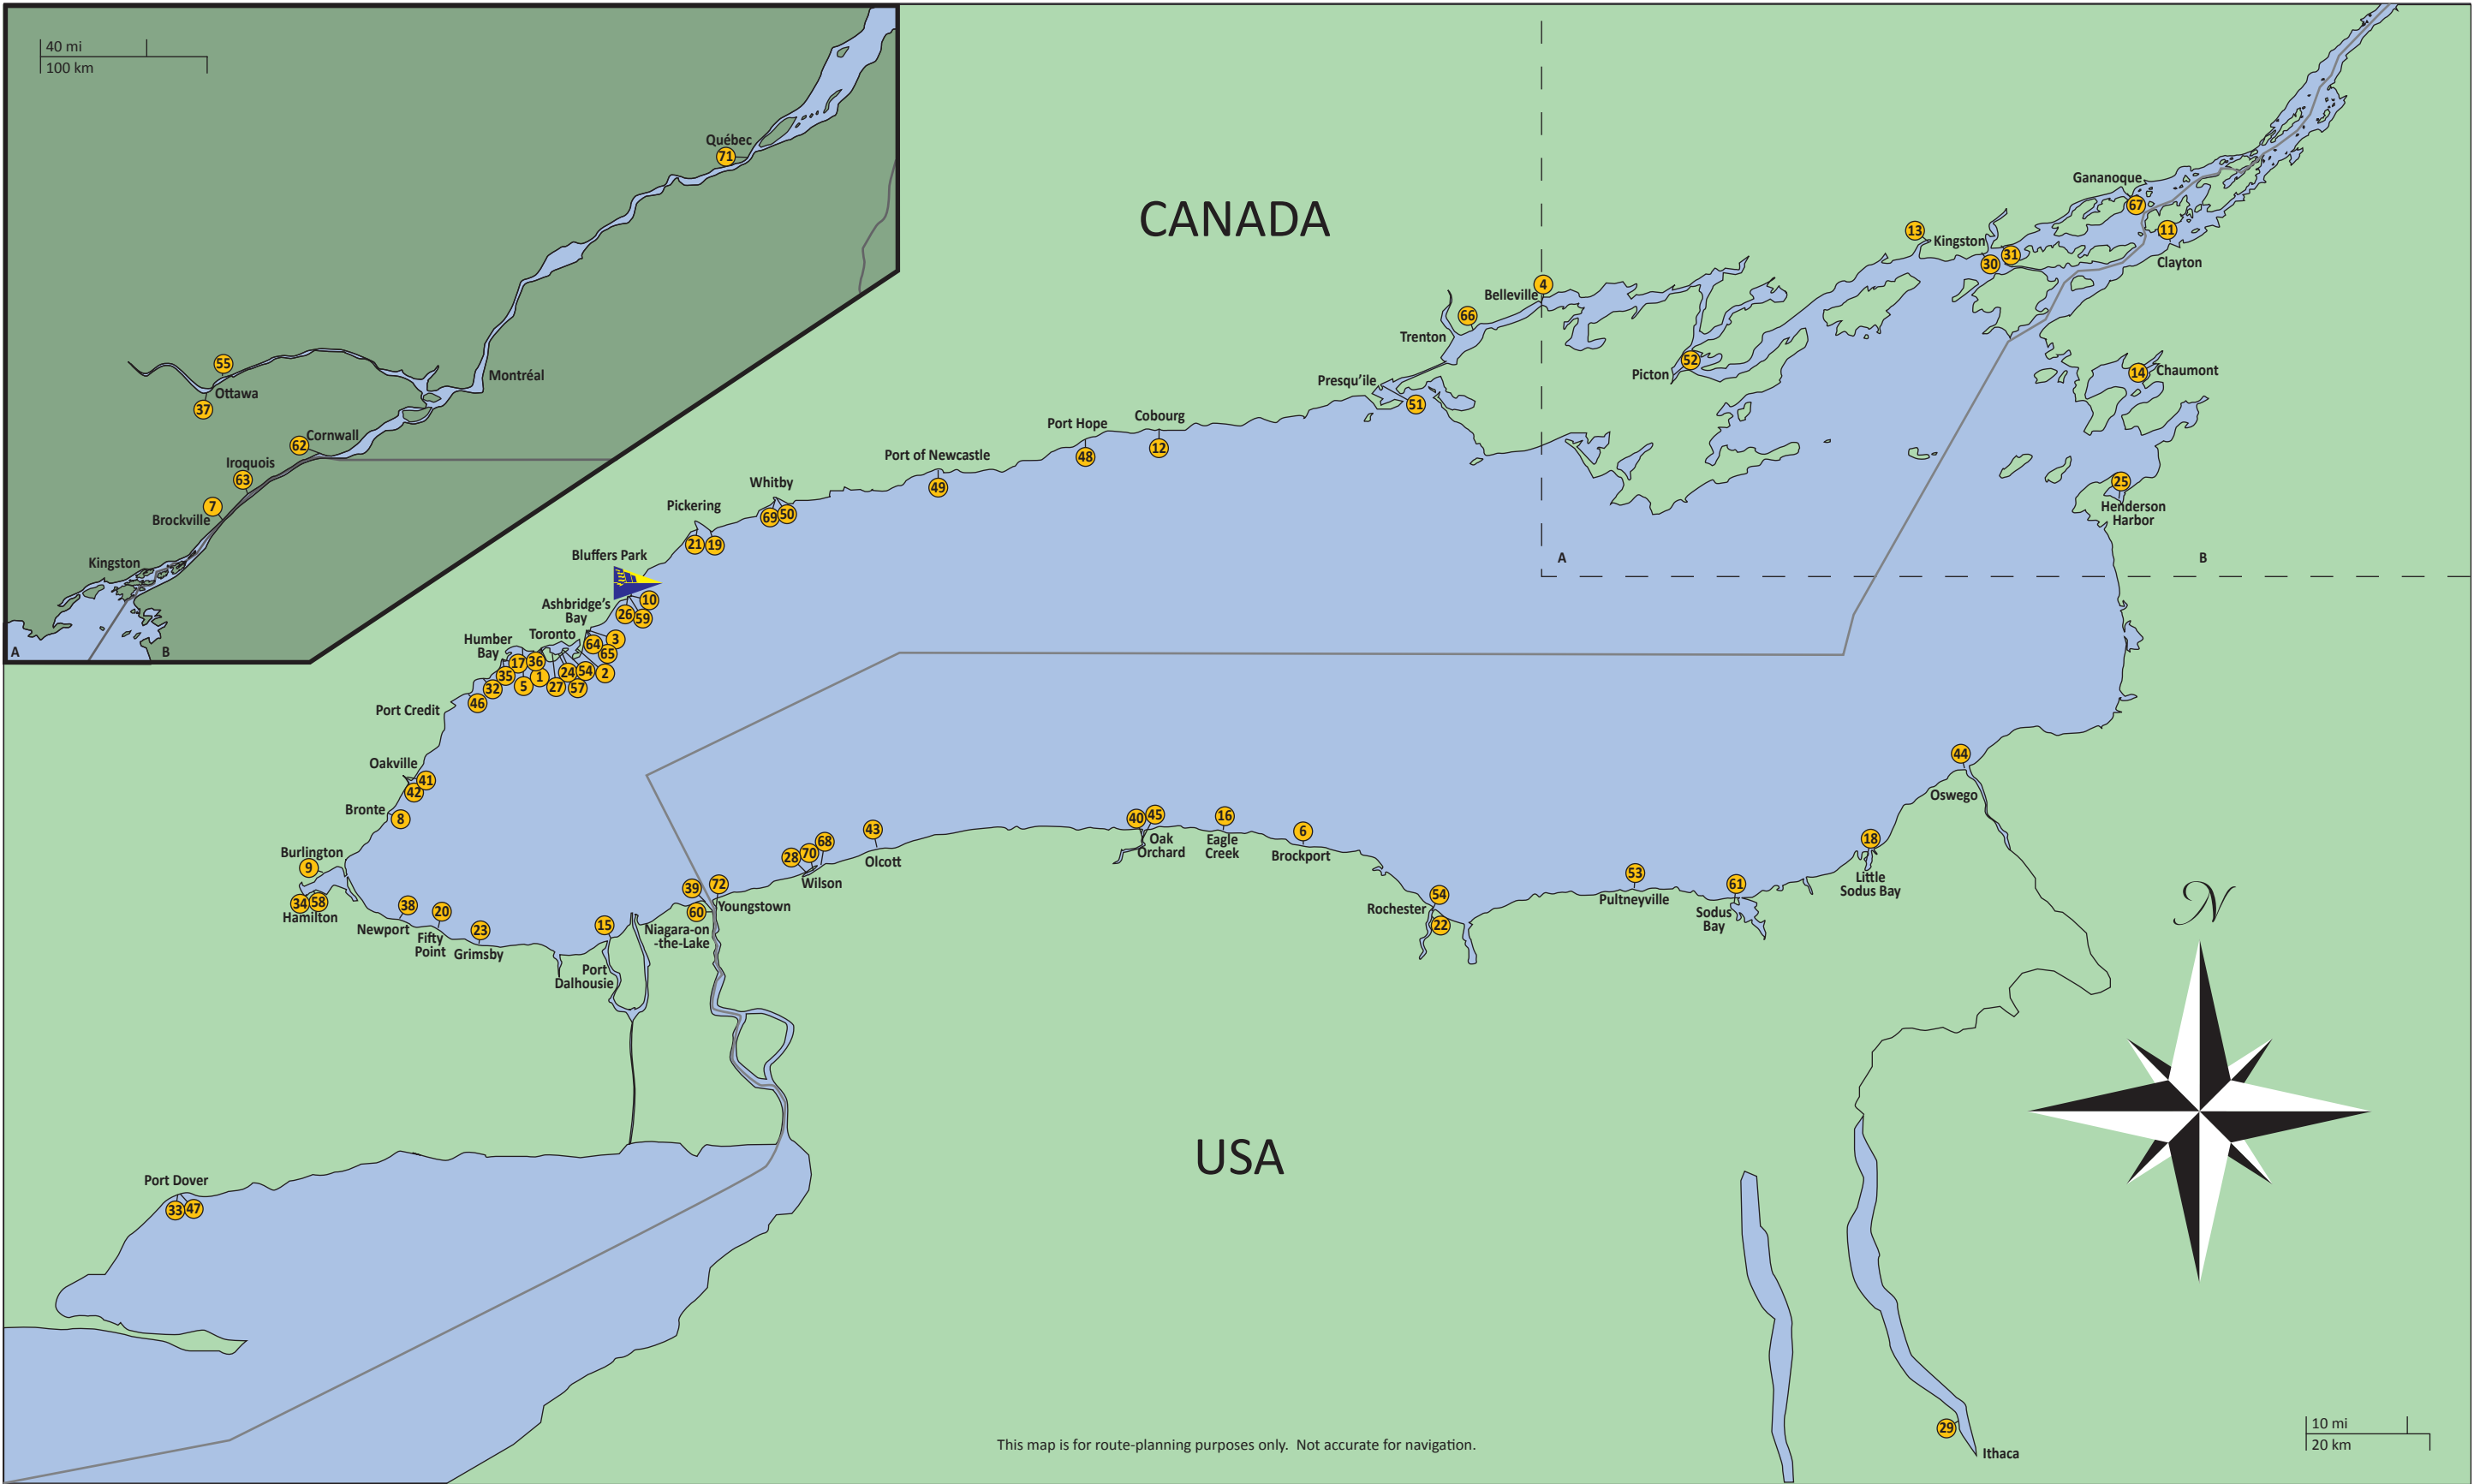 40 mi
100 km
Québec
71
55
Ottawa
37
Montréal
62
Cornwall
Iroquois
63
7
Brockville
Kingston
A
B
CANADA
Gananoque
67
11
Clayton
13
Kingston
31
30
4
Belleville
66
Trenton
52
Picton
Presqu'ile
51
14
Chaumont
25
Henderson
Harbor
A
B
Cobourg
12
Port Hope
48
Port of Newcastle
49
Whitby
69
50
Pickering
21
19
Bluffers Park
10
26
59
Ashbridge's
Bay
3
64
65
Toronto
Humber
Bay
17
36
24
54
2
35
1
32
5
27
57
46
Port Credit
Oakville
41
42
Bronte
8
Burlington
9
34
58
Hamilton
38
Newport
20
Fifty
Point
23
Grimsby
15
Port
Dalhousie
39
72
60
Youngstown
Niagara-on
-the-Lake
28
70
68
Wilson
43
Olcott
40
45
Oak
Orchard
16
Eagle
Creek
6
Brockport
54
Rochester
22
53
Pultneyville
61
Sodus
Bay
18
Little
Sodus Bay
44
Oswego
N
USA
Port Dover
33
47
29
Ithaca
This map is for route-planning purposes only. Not accurate for navigation.
10 mi
20 km